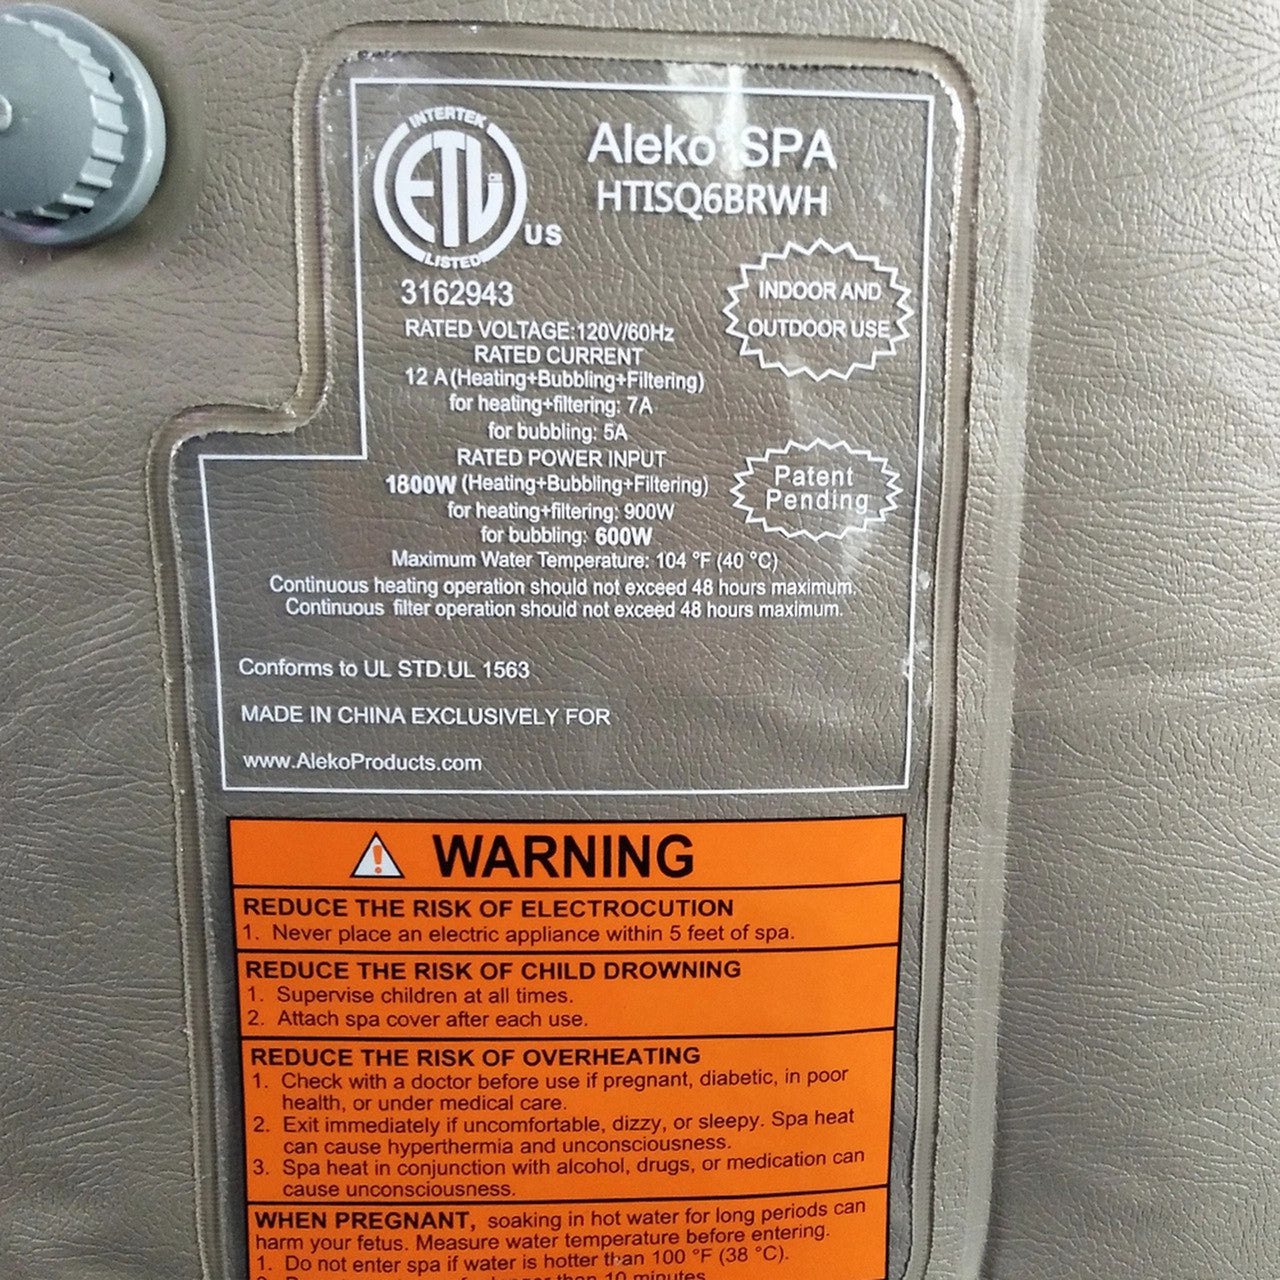 INTERTEK
ETL
LISTED
US
Aleko SPA
HTISQ6BRWH
3162943
INDOOR AND
OUTDOOR USE
RATED VOLTAGE:120V/60Hz
RATED CURRENT
12 A(Heating+Bubbling+Filtering)
for heating+filtering: 7A
for bubbling: 5A
RATED POWER INPUT
1800W (Heating+Bubbling+Filtering)
for heating+filtering: 900W
for bubbling: 600W
Patent
Pending
Maximum Water Temperature: 104 °F (40 °C)
Continuous heating operation should not exceed 48 hours maximum.
Continuous filter operation should not exceed 48 hours maximum.
Conforms to UL STD.UL 1563
MADE IN CHINA EXCLUSIVELY FOR
www.AlekoProducts.com
WARNING
REDUCE THE RISK OF ELECTROCUTION
1. Never place an electric appliance within 5 feet of spa.
REDUCE THE RISK OF CHILD DROWNING
1. Supervise children at all times.
2. Attach spa cover after each use.
REDUCE THE RISK OF OVERHEATING
1. Check with a doctor before use if pregnant, diabetic, in poor
health, or under medical care.
2. Exit immediately if uncomfortable, dizzy, or sleepy. Spa heat
can cause hyperthermia and unconsciousness.
3. Spa heat in conjunction with alcohol, drugs, or medication can
cause unconsciousness.
WHEN PREGNANT, soaking in hot water for long periods can
harm your fetus. Measure water temperature before entering.
1. Do not enter spa if water is hotter than 100 °F (38 °C).
than 10 minutes.